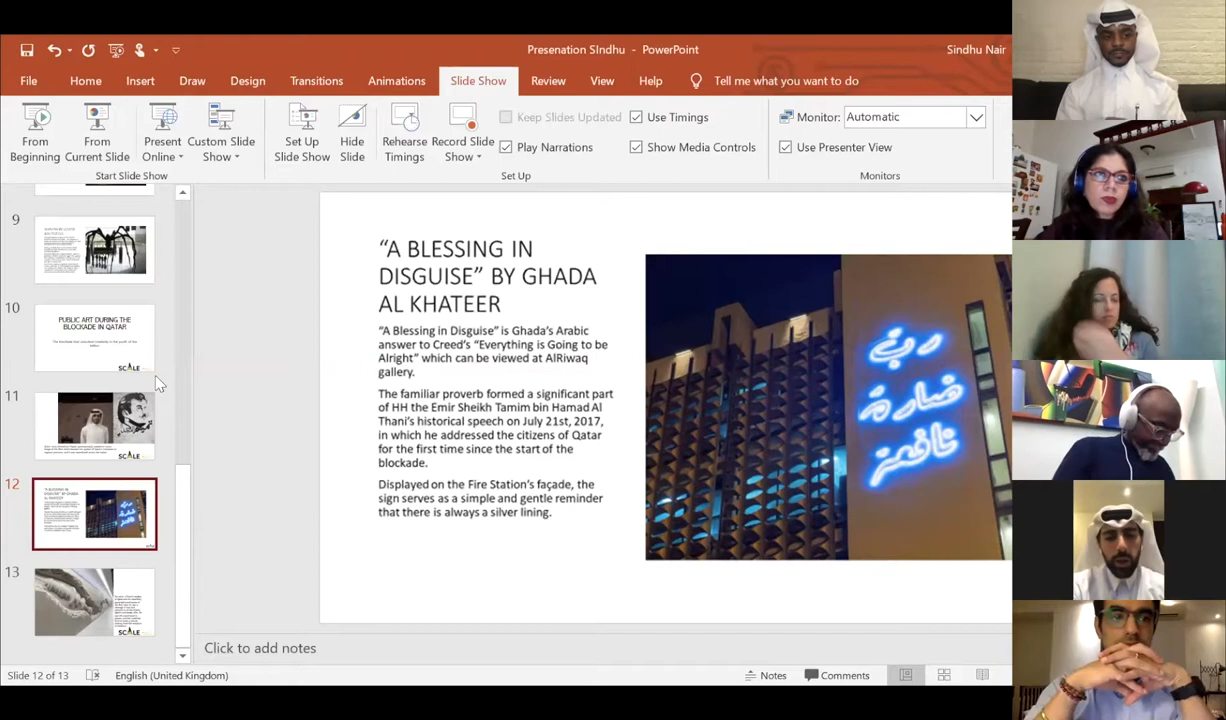 Presenation SIndhu - PowerPoint
Sindhu Nair
File
Home
Insert
Draw
Design
Transitions
Animations
Slide Show
Review
View
Help
Tell me what you want to do
From Beginning
From Current Slide
Present Online
Custom Slide Show
Start Slide Show
Set Up Slide Show
Hide Slide
Rehearse Timings
Record Slide Show
Keep Slides Updated
Play Narrations
Use Timings
Show Media Controls
Set Up
Monitor:
Automatic
Use Presenter View
Monitors
9
10
PUBLIC ART DURING THE
BLOCKADE IN QATAR
SCALE
11
SCALE
12
13
SCALE
“A BLESSING IN
DISGUISE” BY GHADA
AL KHATEER
“A Blessing in Disguise” is Ghada’s Arabic
answer to Creed’s “Everything is Going to be
Alright” which can be viewed at AlRiwaq
gallery.
The familiar proverb formed a significant part
of HH the Emir Sheikh Tamim bin Hamad Al
Thani’s historical speech on July 21st, 2017,
in which he addressed the citizens of Qatar
for the first time since the start of the
blockade.
Displayed on the Fire Station’s façade, the
sign serves as a simple and gentle reminder
that there is always a silver lining.
رب
ضارة
نافعة
Click to add notes
Slide 12 of 13
English (United Kingdom)
Notes
Comments